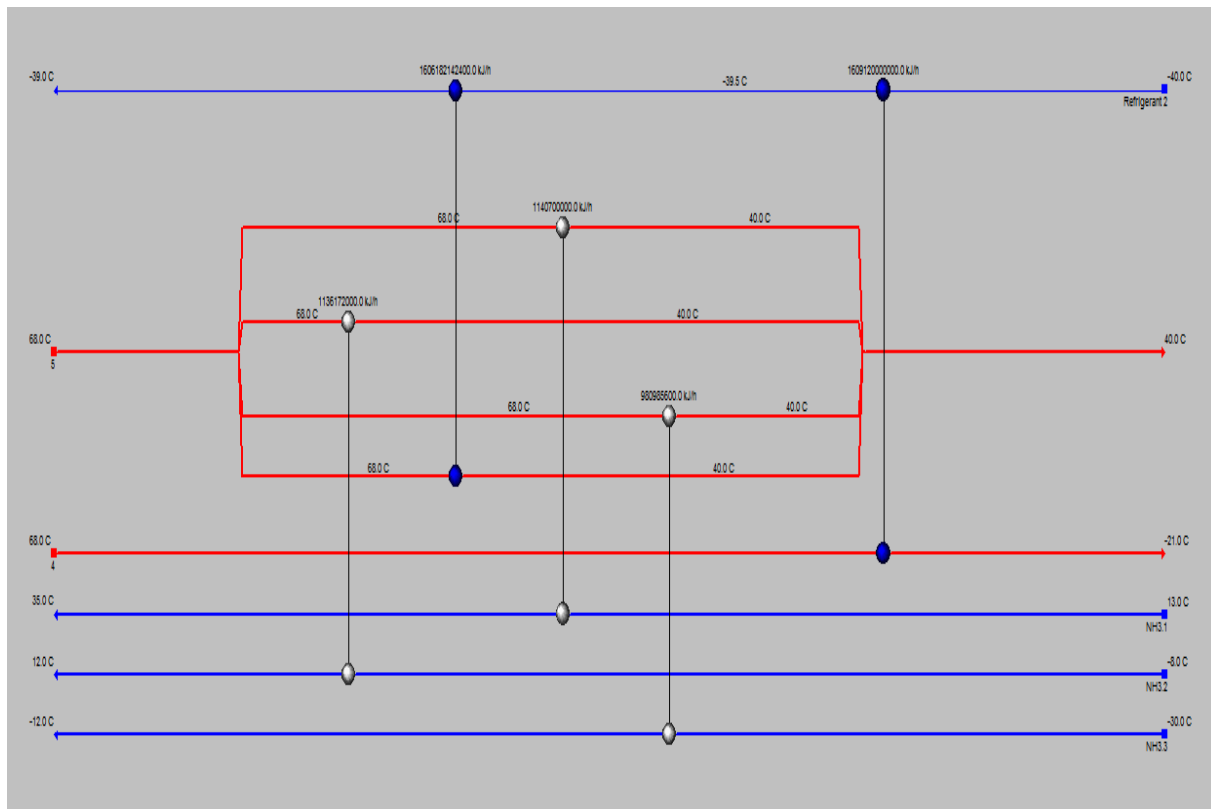 1606182142400.0 kJ/h
1609120000000.0 kJ/h
-39.0 C
-39.5 C
-40.0 C
Refrigerant 2
1140700000.0 kJ/h
68.0 C
40.0 C
1136172000.0 kJ/h
68.0 C
40.0 C
68.0 C
40.0 C
5
980985600.0 kJ/h
68.0 C
40.0 C
68.0 C
40.0 C
68.0 C
-21.0 C
4
35.0 C
13.0 C
NH3.1
12.0 C
-8.0 C
NH3.2
-12.0 C
-30.0 C
NH3.3